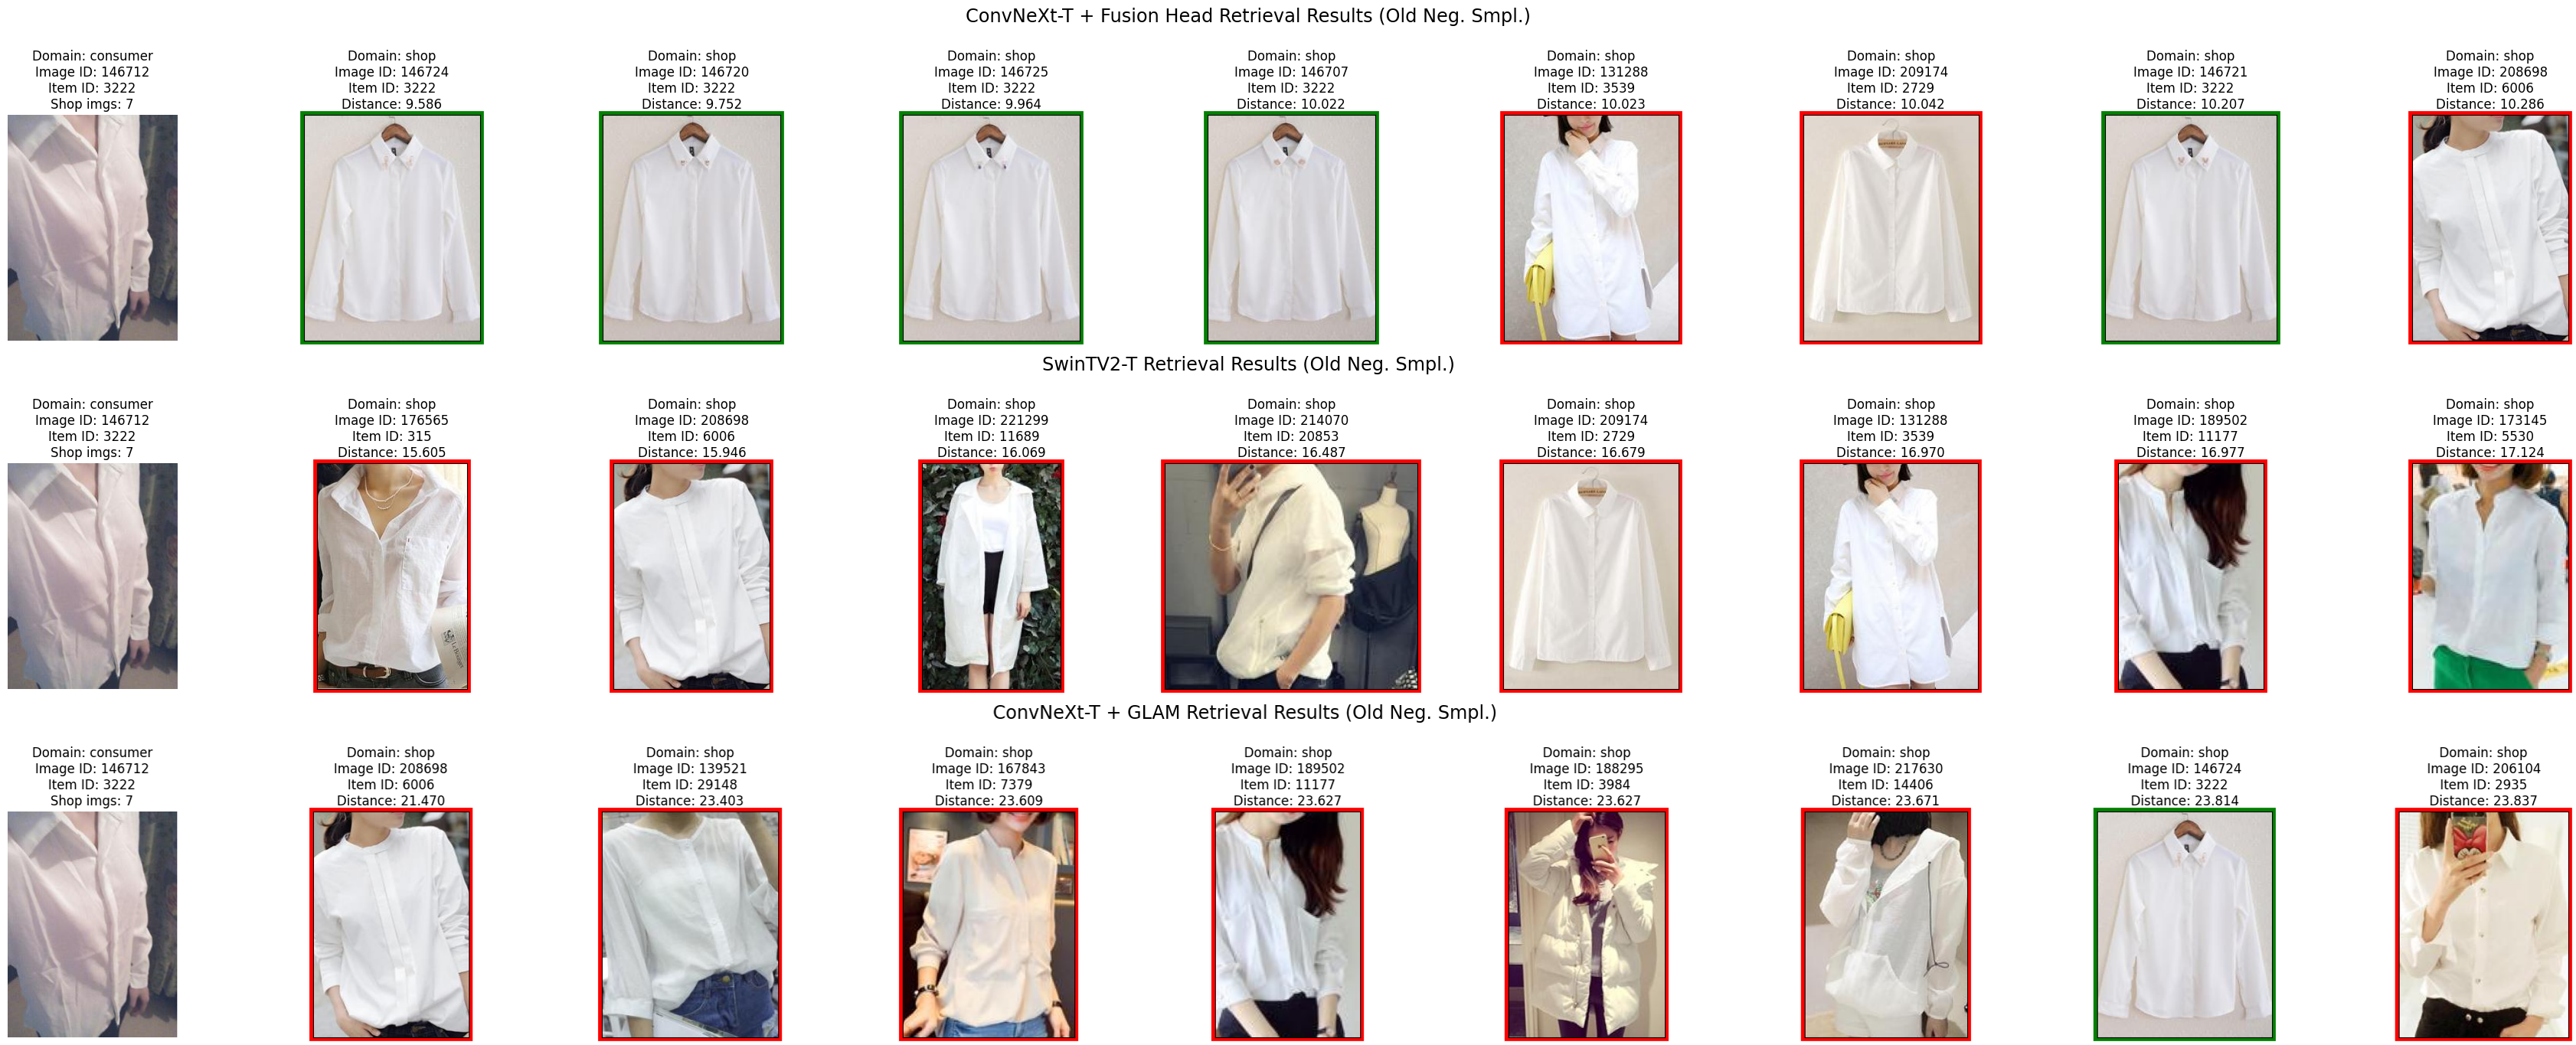 ConvNeXt-T + Fusion Head Retrieval Results (Old Neg. Smpl.)
Domain: consumer
Image ID: 146712
Item ID: 3222
Shop imgs: 7
Domain: shop
Image ID: 146724
Item ID: 3222
Distance: 9.586
Domain: shop
Image ID: 146720
Item ID: 3222
Distance: 9.752
Domain: shop
Image ID: 146725
Item ID: 3222
Distance: 9.964
Domain: shop
Image ID: 146707
Item ID: 3222
Distance: 10.022
Domain: shop
Image ID: 131288
Item ID: 3539
Distance: 10.023
Domain: shop
Image ID: 209174
Item ID: 2729
Distance: 10.042
Domain: shop
Image ID: 146721
Item ID: 3222
Distance: 10.207
Domain: shop
Image ID: 208698
Item ID: 6006
Distance: 10.286
SwinTV2-T Retrieval Results (Old Neg. Smpl.)
Domain: consumer
Image ID: 146712
Item ID: 3222
Shop imgs: 7
Domain: shop
Image ID: 176565
Item ID: 315
Distance: 15.605
Domain: shop
Image ID: 208698
Item ID: 6006
Distance: 15.946
Domain: shop
Image ID: 221299
Item ID: 11689
Distance: 16.069
Domain: shop
Image ID: 214070
Item ID: 20853
Distance: 16.487
Domain: shop
Image ID: 209174
Item ID: 2729
Distance: 16.679
Domain: shop
Image ID: 131288
Item ID: 3539
Distance: 16.970
Domain: shop
Image ID: 189502
Item ID: 11177
Distance: 16.977
Domain: shop
Image ID: 173145
Item ID: 5530
Distance: 17.124
ConvNeXt-T + GLAM Retrieval Results (Old Neg. Smpl.)
Domain: consumer
Image ID: 146712
Item ID: 3222
Shop imgs: 7
Domain: shop
Image ID: 208698
Item ID: 6006
Distance: 21.470
Domain: shop
Image ID: 139521
Item ID: 29148
Distance: 23.403
Domain: shop
Image ID: 167843
Item ID: 7379
Distance: 23.609
Domain: shop
Image ID: 189502
Item ID: 11177
Distance: 23.627
Domain: shop
Image ID: 188295
Item ID: 3984
Distance: 23.627
Domain: shop
Image ID: 217630
Item ID: 14406
Distance: 23.671
Domain: shop
Image ID: 146724
Item ID: 3222
Distance: 23.814
Domain: shop
Image ID: 206104
Item ID: 2935
Distance: 23.837